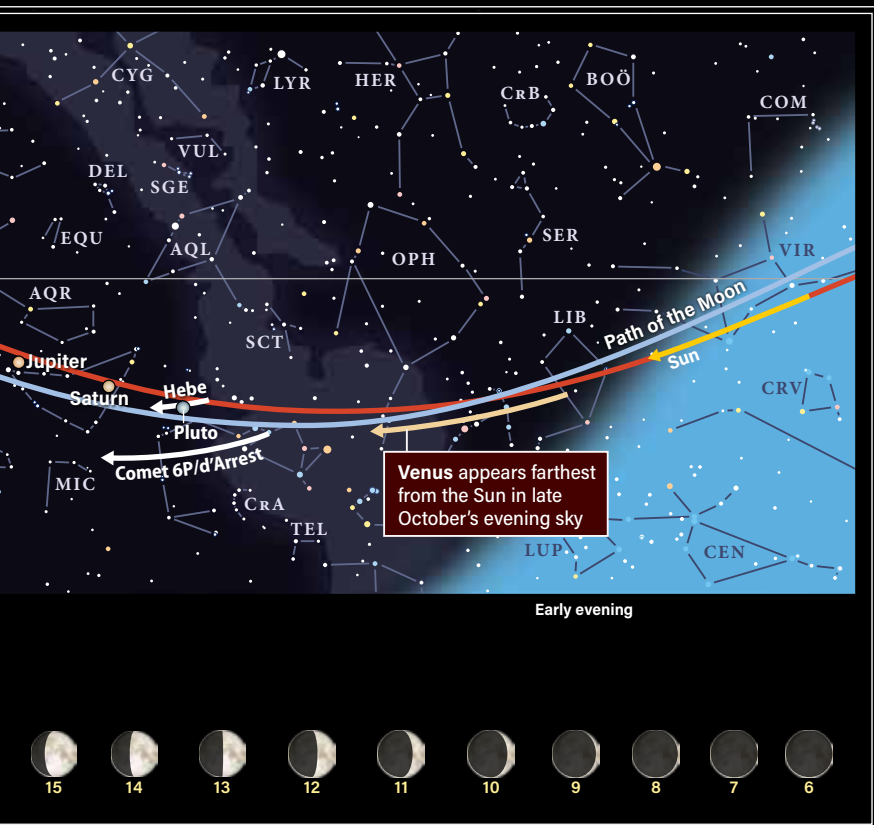 CYG
LYR
HER
CRB
BOÖ
COM
VUL
DEL
SGE
EQU
AQL
OPH
SER
VIR
AQR
SCT
LIB
Path of the Moon
Sun
Jupiter
Saturn
Hebe
Pluto
Comet 6P/d'Arrest
CRV
MIC
CRA
TEL
Venus appears farthest
from the Sun in late
October's evening sky
LUP
CEN
Early evening
15 14 13 12 11 10 9 8 7 6